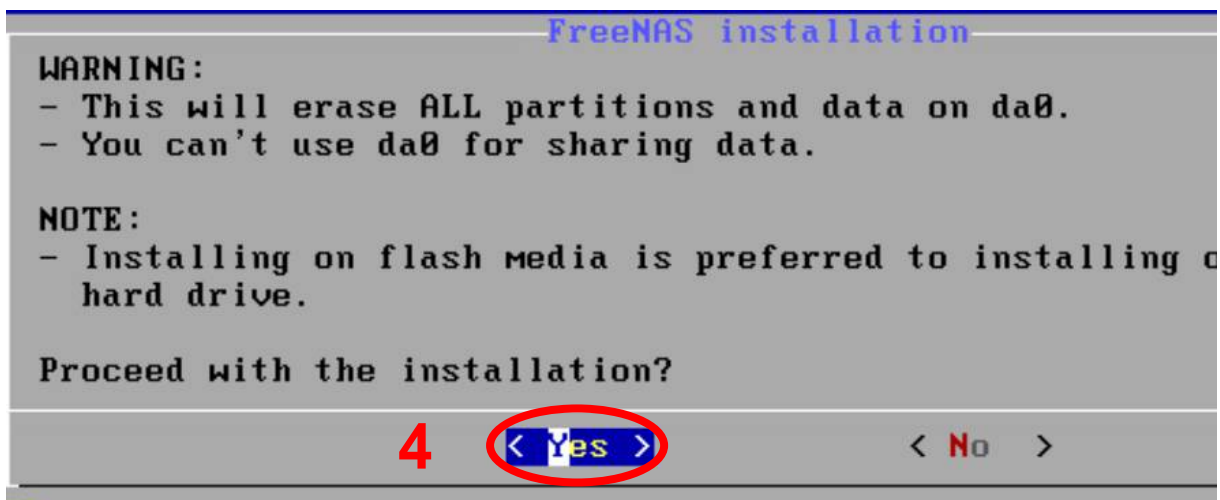 FreeNAS installation
WARNING:
- This will erase ALL partitions and data on da0.
- You can't use da0 for sharing data.
NOTE:
- Installing on flash media is preferred to installing
hard drive.
Proceed with the installation?
4 < Yes > < No >